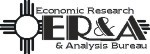 Economic Research
ER&A
& Analysis Bureau